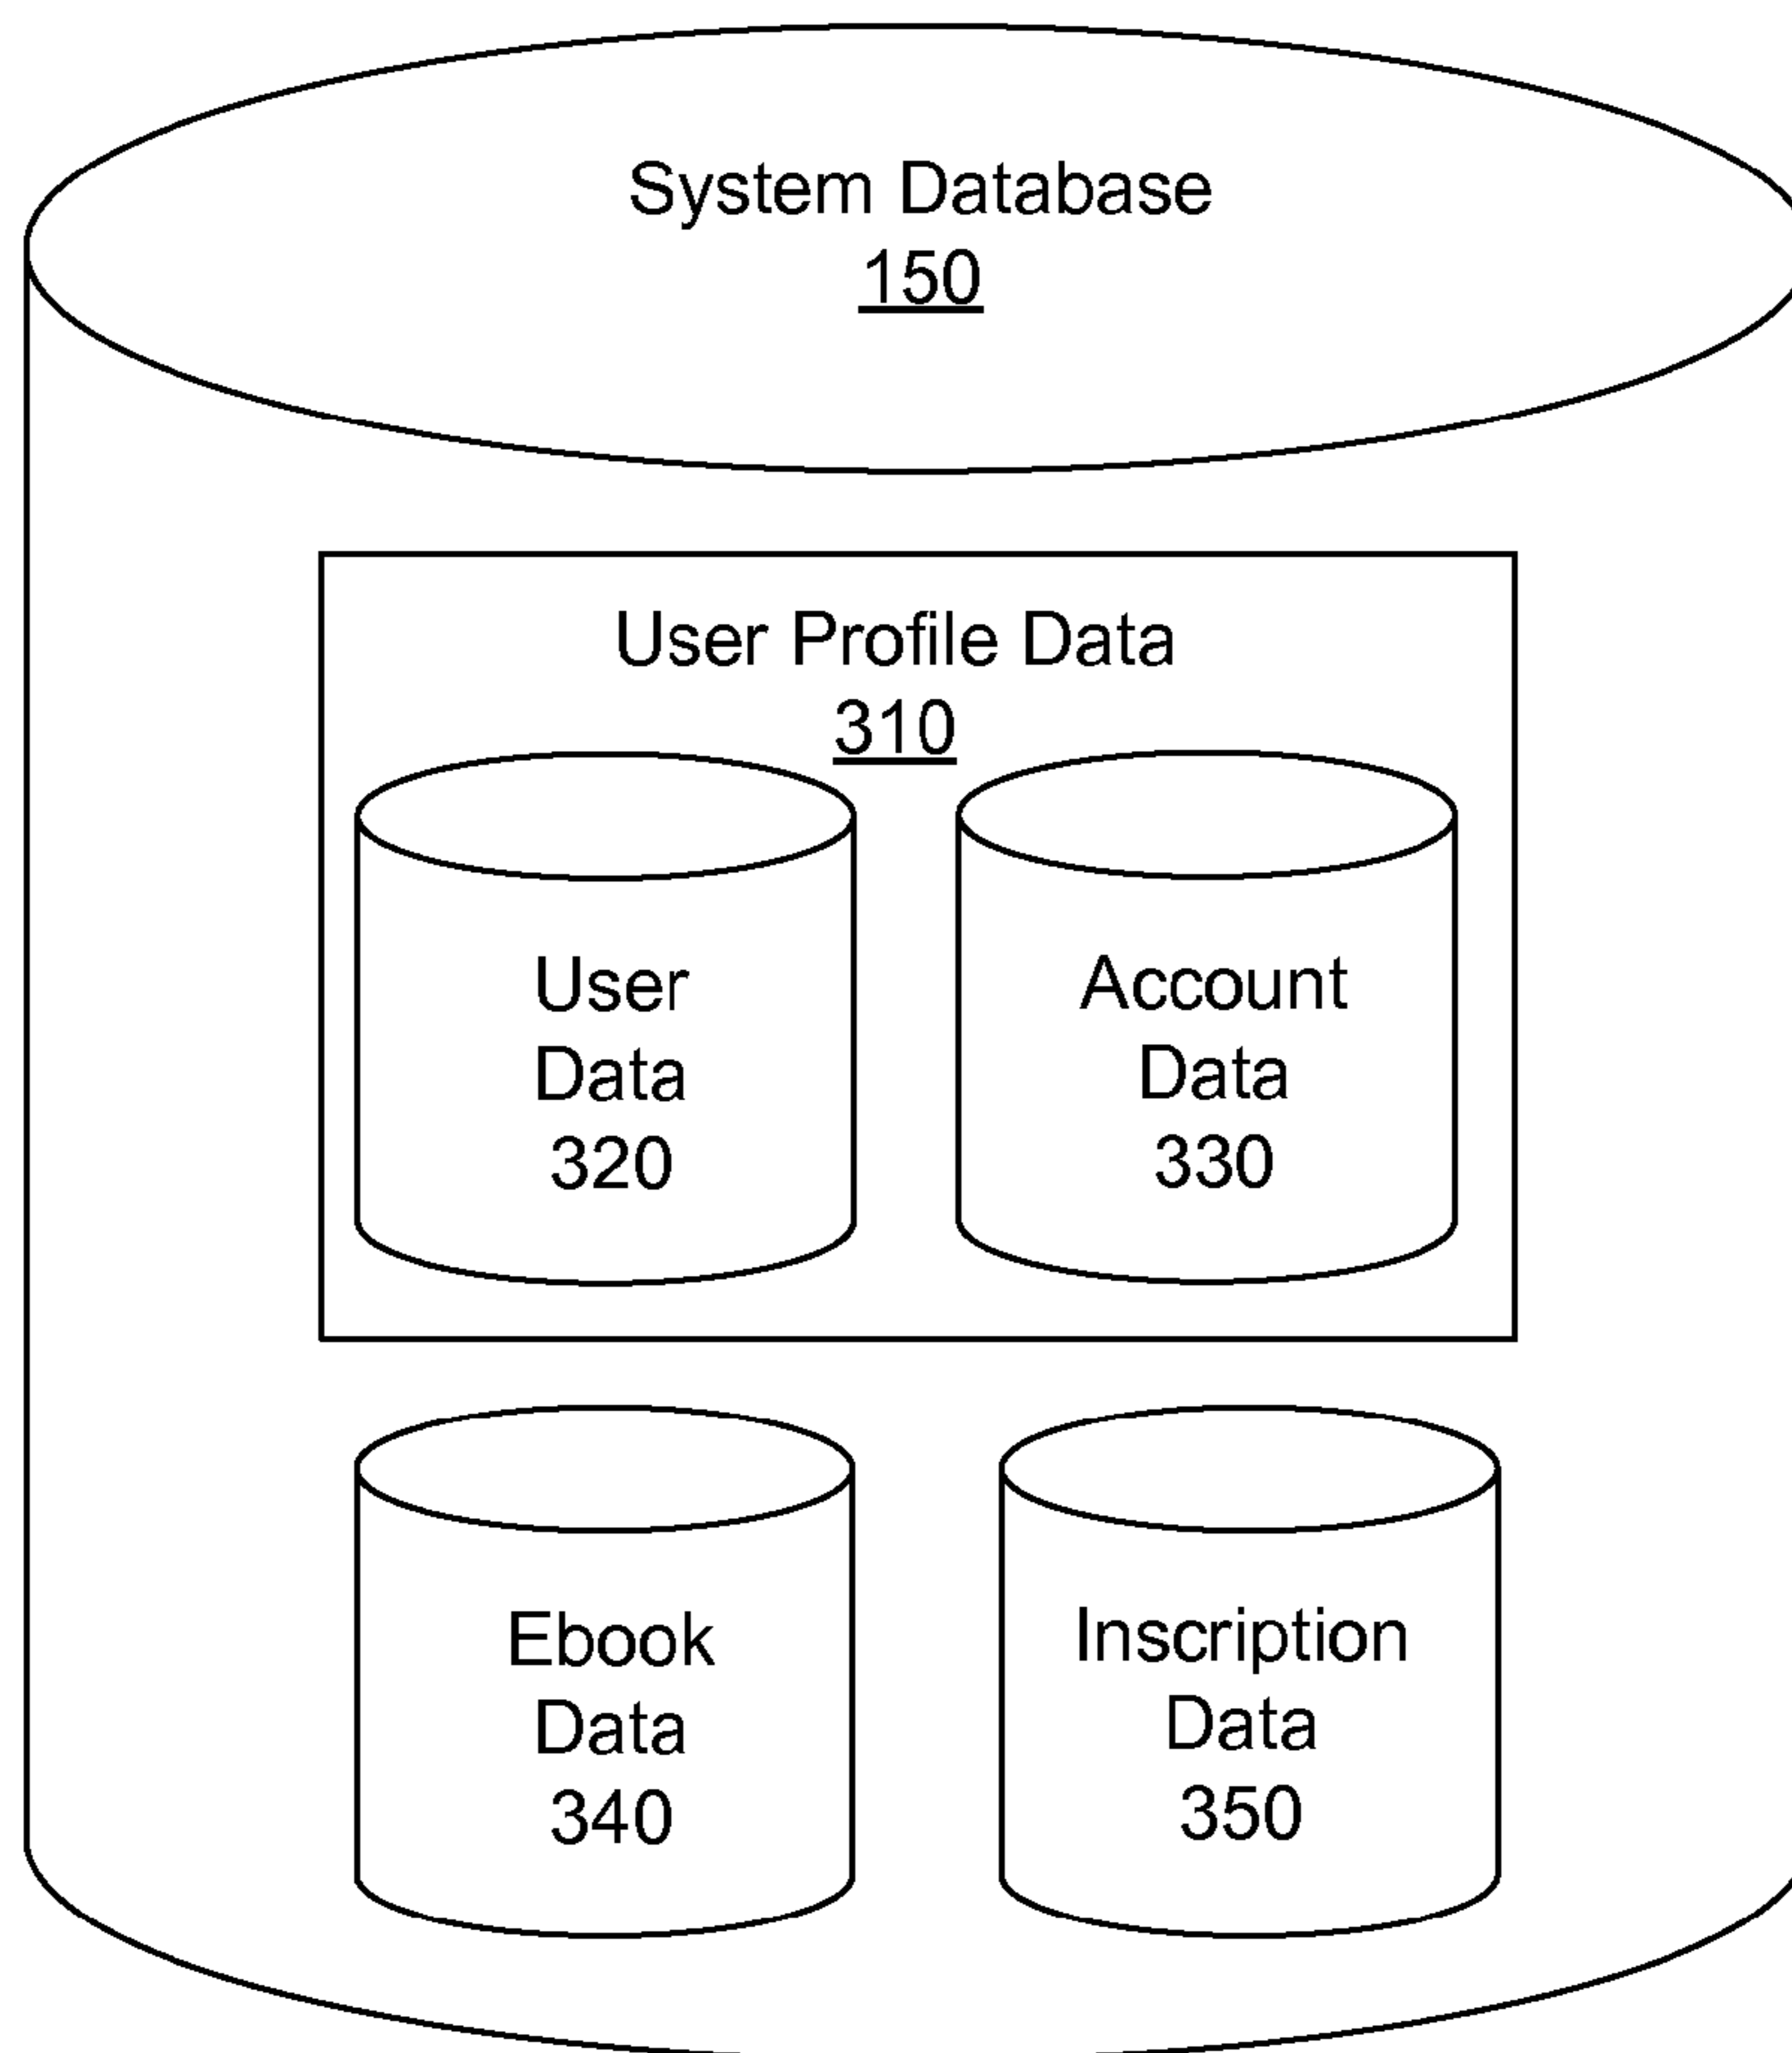 System Database
150
User Profile Data
310
User
Data
320
Account
Data
330
Ebook
Data
340
Inscription
Data
350